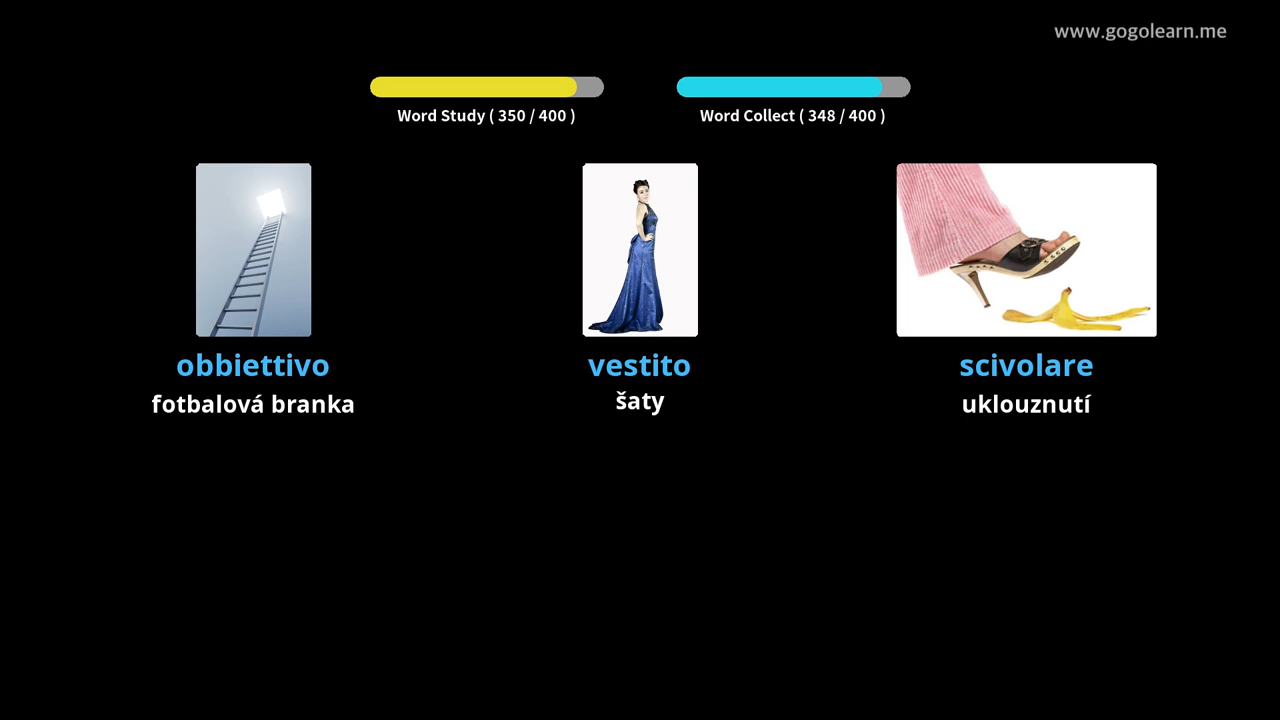 www.gogolearn.me
Word Study ( 350 / 400 )
Word Collect ( 348 / 400 )
obbiettivo
fotbalová branka
vestito
šaty
scivolare
uklouznutí